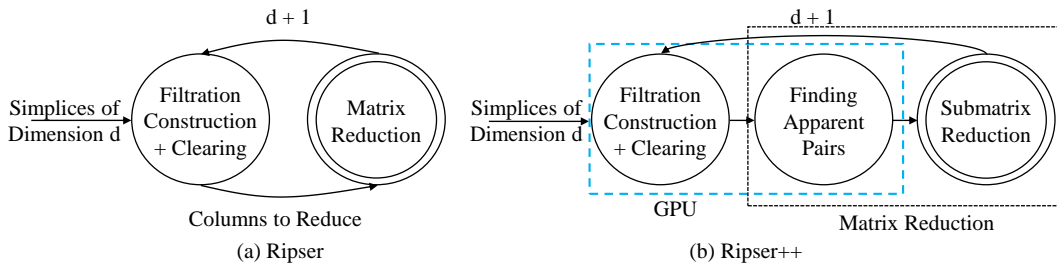 d + 1
Simplices of
Dimension d
Filtration
Construction
+ Clearing
Matrix
Reduction
Columns to Reduce
(a) Ripser
d + 1
Simplices of
Dimension d
Filtration
Construction
+ Clearing
Finding
Apparent
Pairs
Submatrix
Reduction
GPU
Matrix Reduction
(b) Ripser++